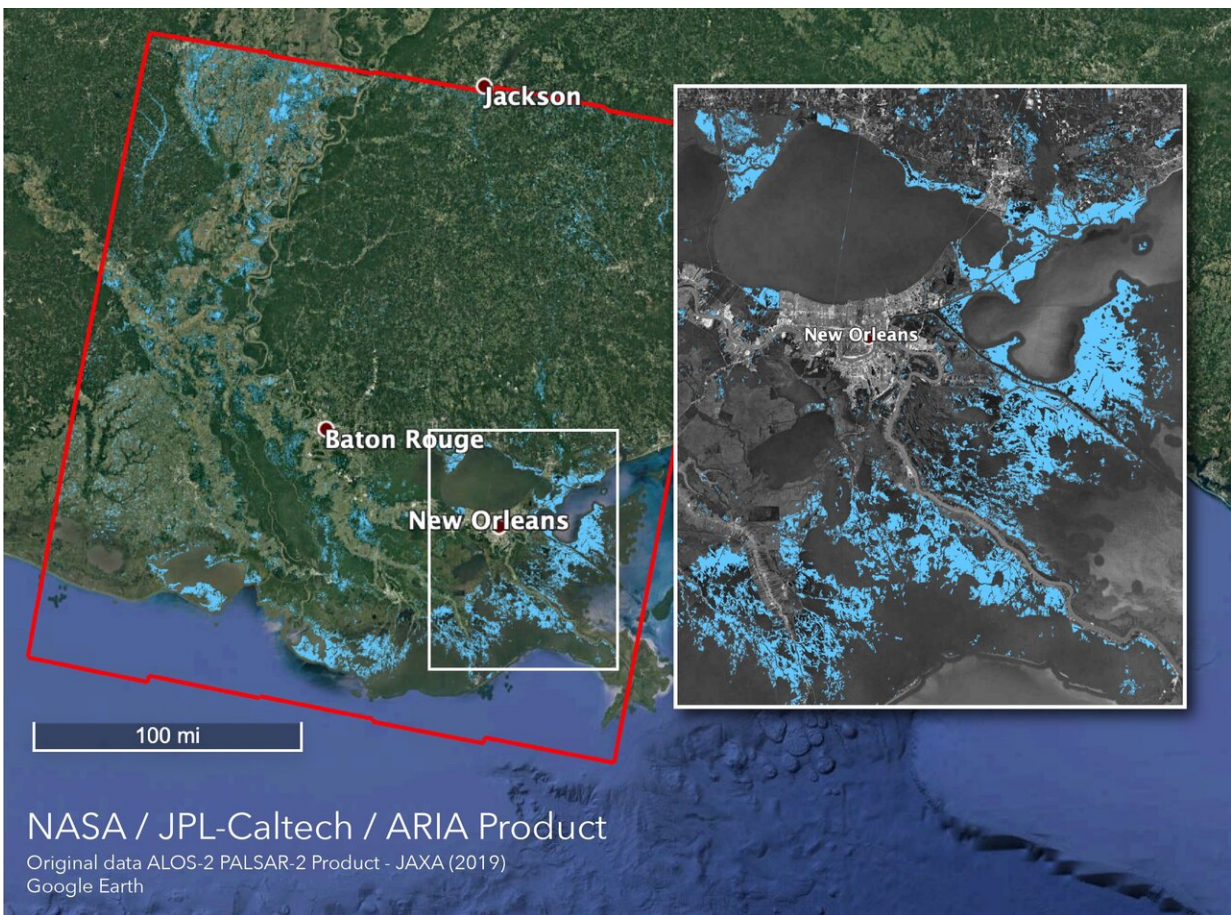 Jackson
Baton Rouge
New Orleans
New Orleans
100 mi
NASA / JPL-Caltech / ARIA Product
Original data ALOS-2 PALSAR-2 Product - JAXA (2019)
Google Earth